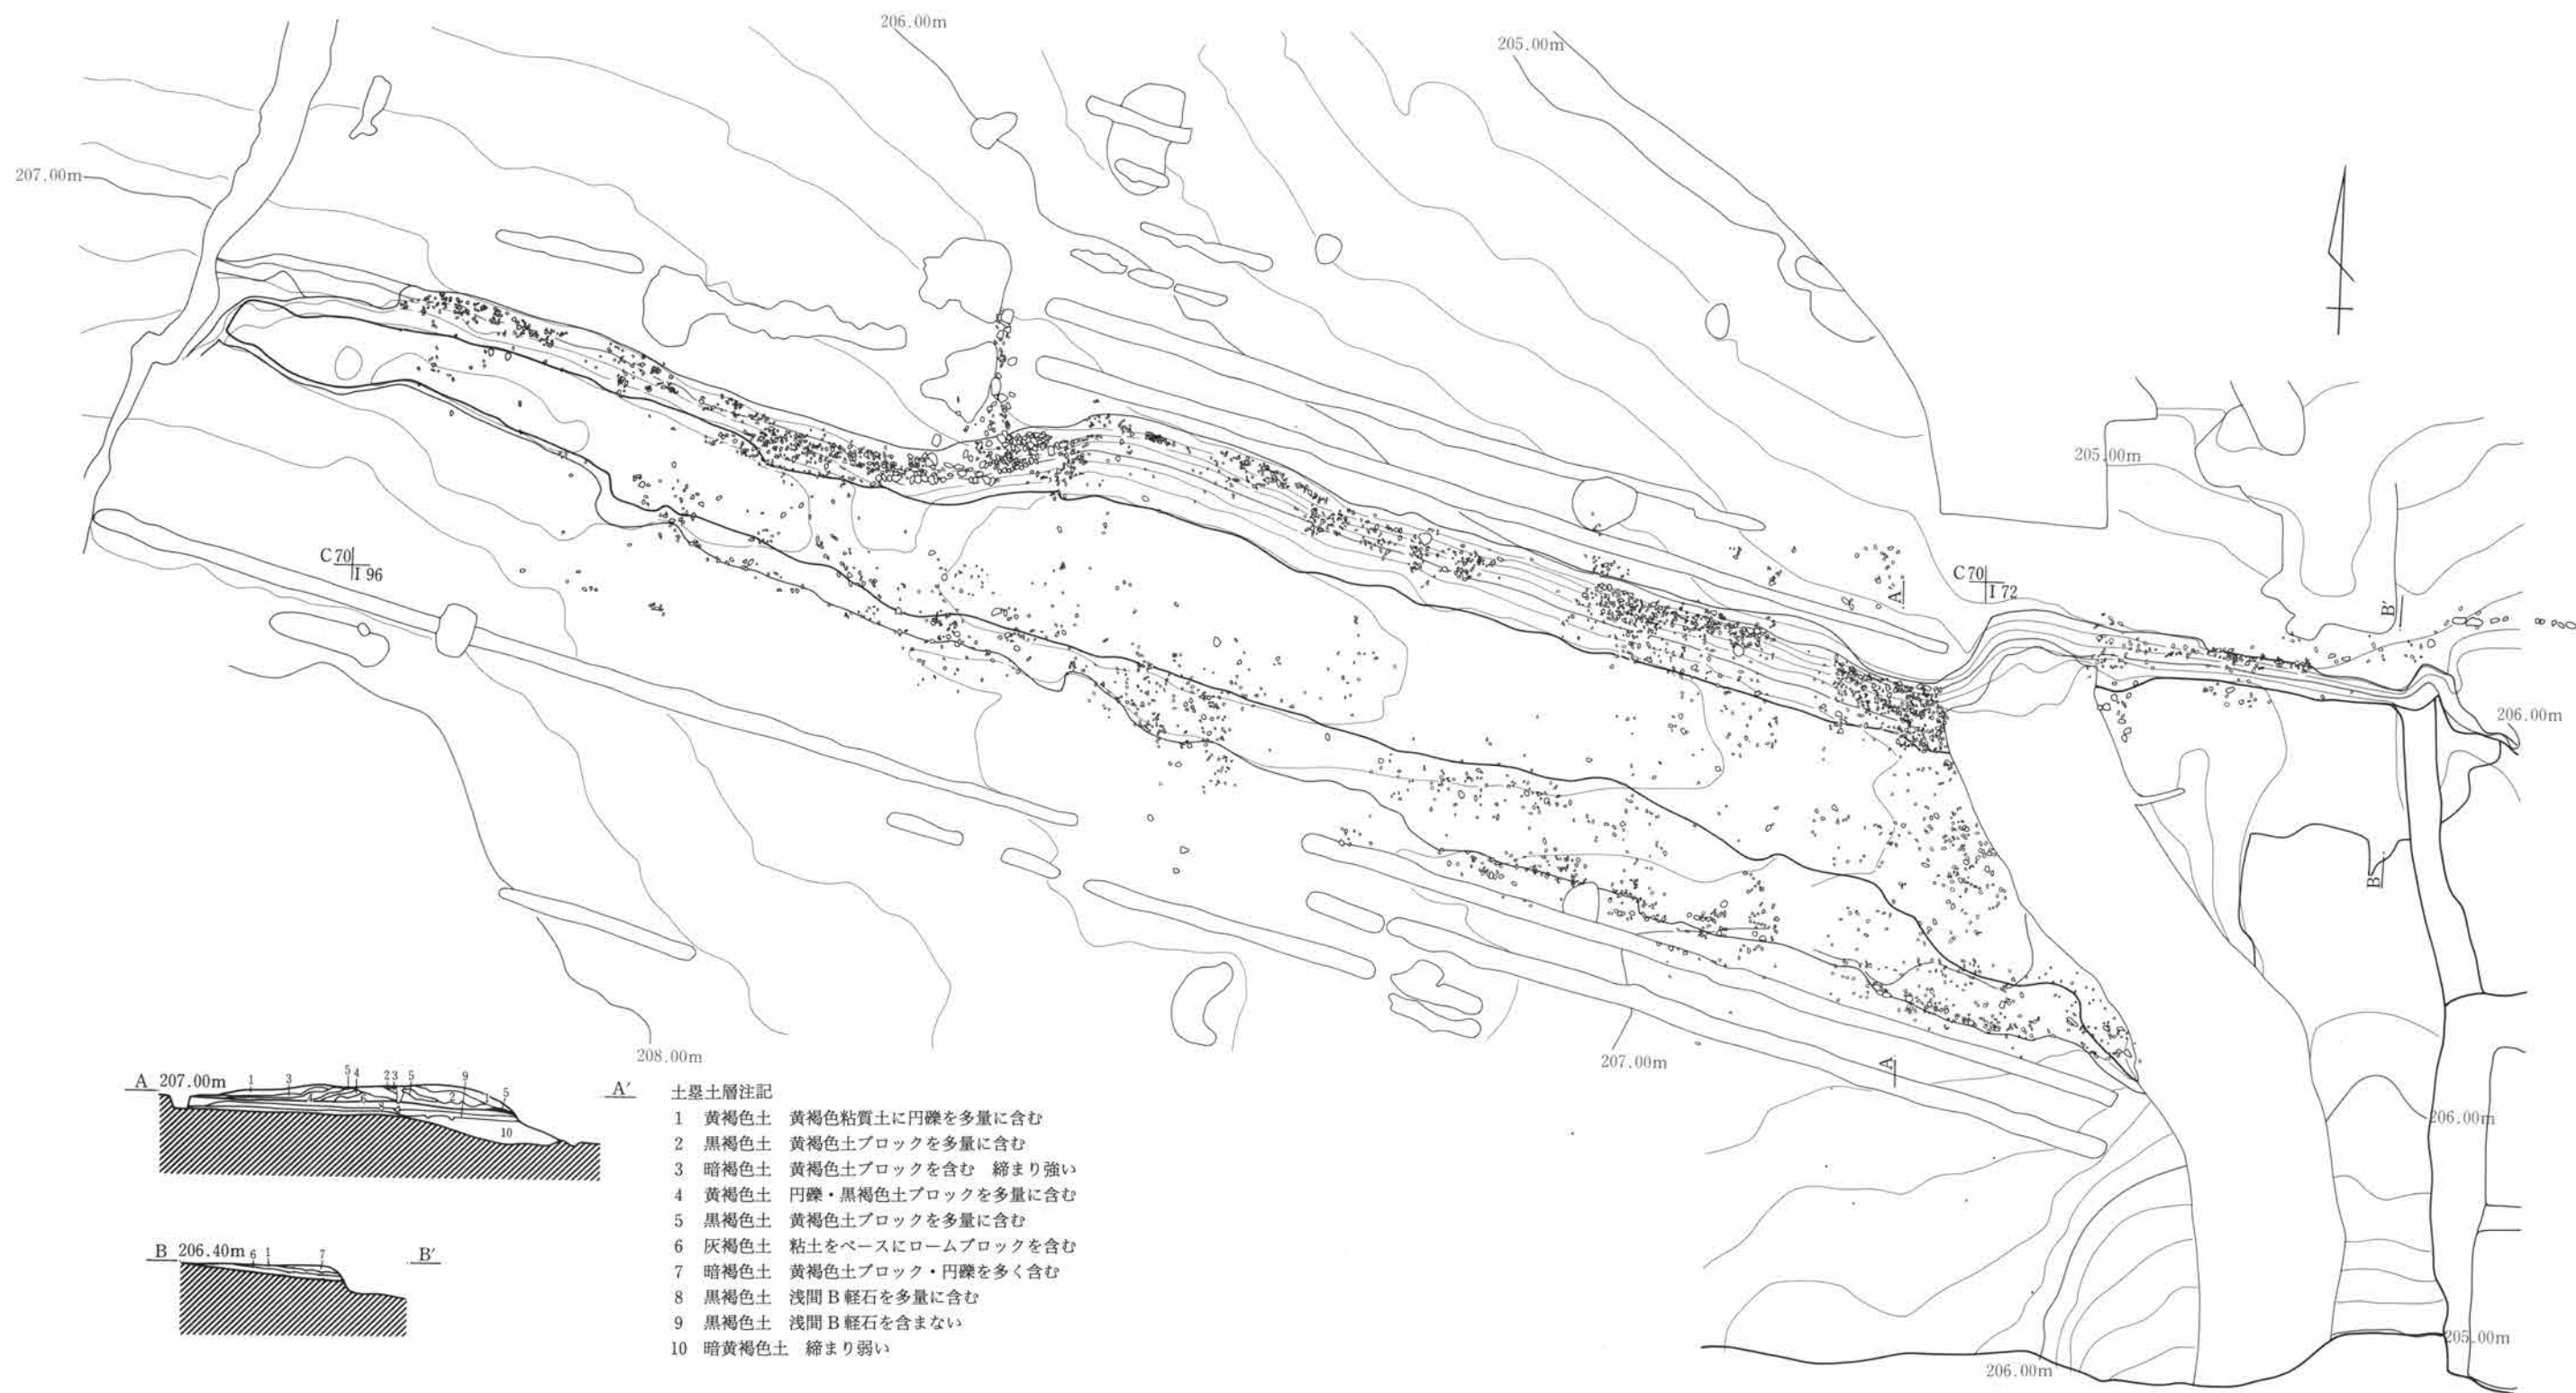 206.00m
205.00m
207.00m
205.00m
C 70
I 96
C 70
I 72
A′
B′
206.00m
B
208.00m
207.00m
A
206.00m
205.00m
206.00m
A 207.00m A′
1 3 5 4 2 3 5 9 5
4 6 2 1
10
B 206.40m B′
6 1 7
土塁土層注記
1 黄褐色土 黄褐色粘質土に円礫を多量に含む
2 黒褐色土 黄褐色土ブロックを多量に含む
3 暗褐色土 黄褐色土ブロックを含む 締まり強い
4 黄褐色土 円礫・黒褐色土ブロックを多量に含む
5 黒褐色土 黄褐色土ブロックを多量に含む
6 灰褐色土 粘土をベースにロームブロックを含む
7 暗褐色土 黄褐色土ブロック・円礫を多く含む
8 黒褐色土 浅間B軽石を多量に含む
9 黒褐色土 浅間B軽石を含まない
10 暗黄褐色土 締まり弱い